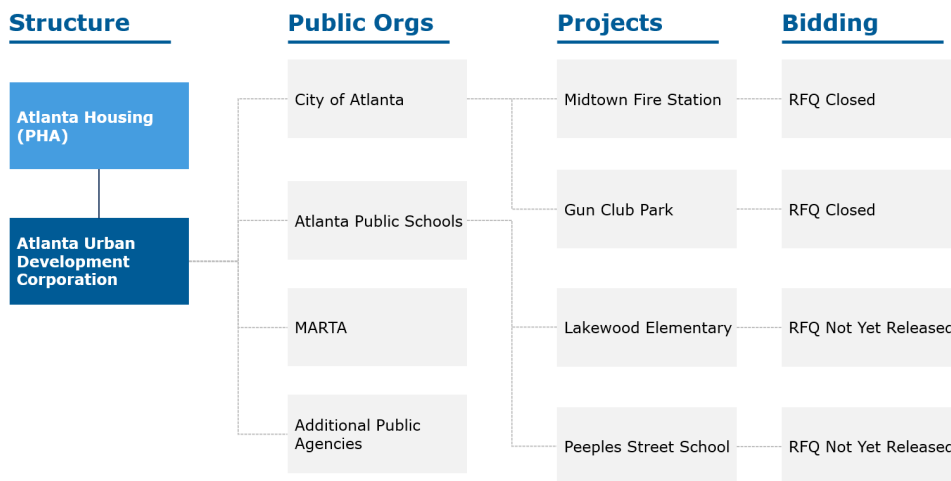 Structure
Public Orgs
Projects
Bidding
Atlanta Housing
(PHA)
Atlanta Urban
Development
Corporation
City of Atlanta
Atlanta Public Schools
MARTA
Additional Public
Agencies
Midtown Fire Station
Gun Club Park
Lakewood Elementary
Peeples Street School
RFQ Closed
RFQ Closed
RFQ Not Yet Released
RFQ Not Yet Released